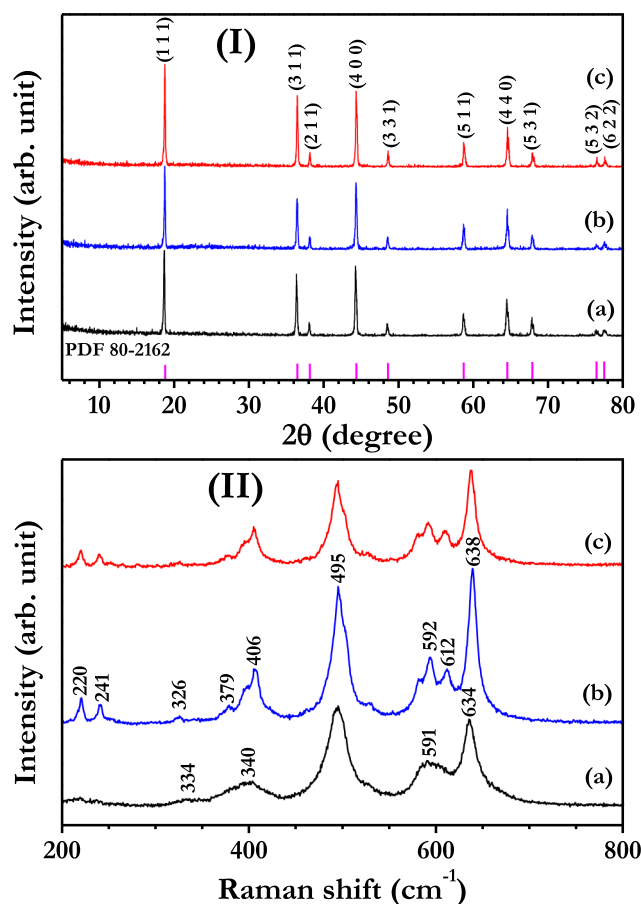 (I)
(1 1 1)
(3 1 1)
(2 1 1)
(4 0 0)
(3 3 1)
(5 1 1)
(4 4 0)
(5 3 1)
(5 3 2)
(6 2 2)
(c)
(b)
(a)
PDF 80-2162
Intensity (arb. unit)
10 20 30 40 50 60 70 80
2θ (degree)
(II)
(c)
495
638
406
592
612
220
241
326
379
(b)
634
591
340
334
(a)
Intensity (arb. unit)
200 400 600 800
Raman shift (cm⁻¹)